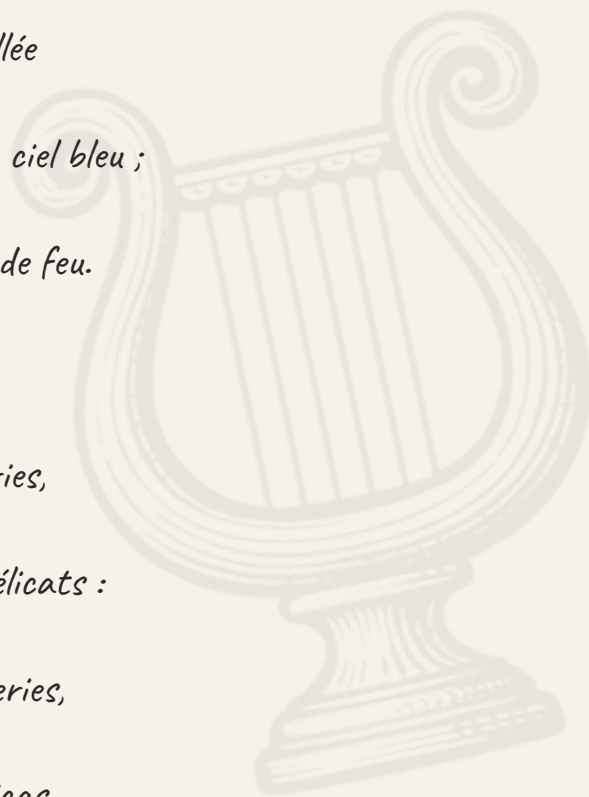 llée
ciel bleu ;
de feu.
ries,
élicats :
eries,